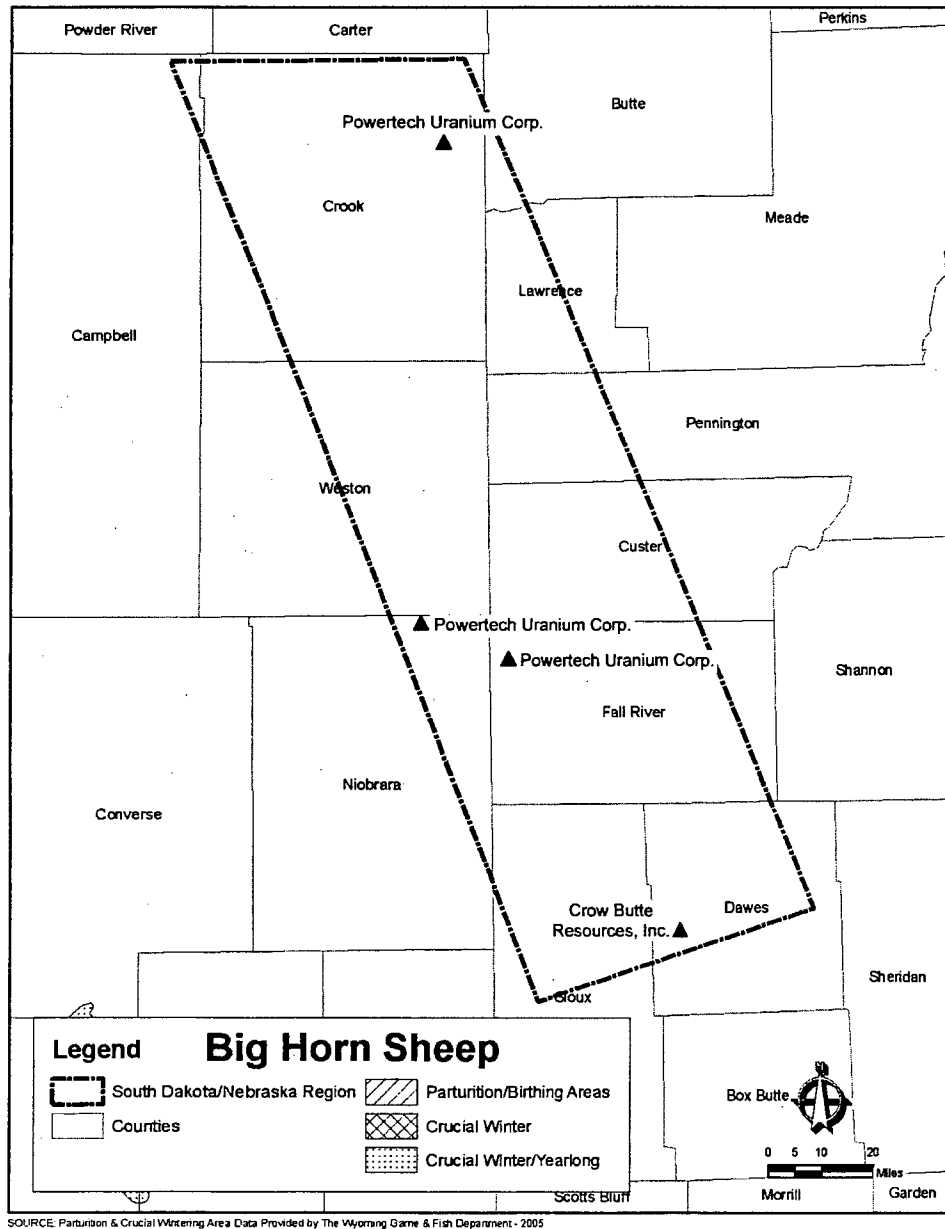 Powder River
Carter
Perkins
Butte
Powertech Uranium Corp.
Crook
Meade
Lawrence
Campbell
Pennington
Weston
Custer
Powertech Uranium Corp.
Powertech Uranium Corp.
Shannon
Fall River
Niobrara
Converse
Crow Butte
Resources, Inc.
Dawes
Sheridan
Sioux
Legend
Big Horn Sheep
South Dakota/Nebraska Region
Counties
Parturition/Birthing Areas
Crucial Winter
Crucial Winter/Yearlong
Box Butte
N
0 5 10 20
Miles
Scotts Bluff
Morrill
Garden
SOURCE: Parturition & Crucial Wintering Area Data Provided by The Wyoming Game & Fish Department - 2005